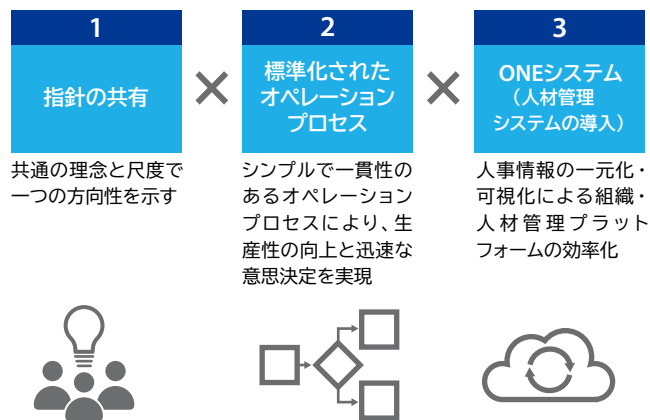 1
指針の共有
共通の理念と尺度で
一つの方向性を示す
×
2
標準化された
オペレーション
プロセス
シンプルで一貫性の
あるオペレーション
プロセスにより、生
産性の向上と迅速な
意思決定を実現
×
3
ONEシステム
（人材管理
システムの導入）
人事情報の一元化・
可視化による組織・
人材管理プラット
フォームの効率化